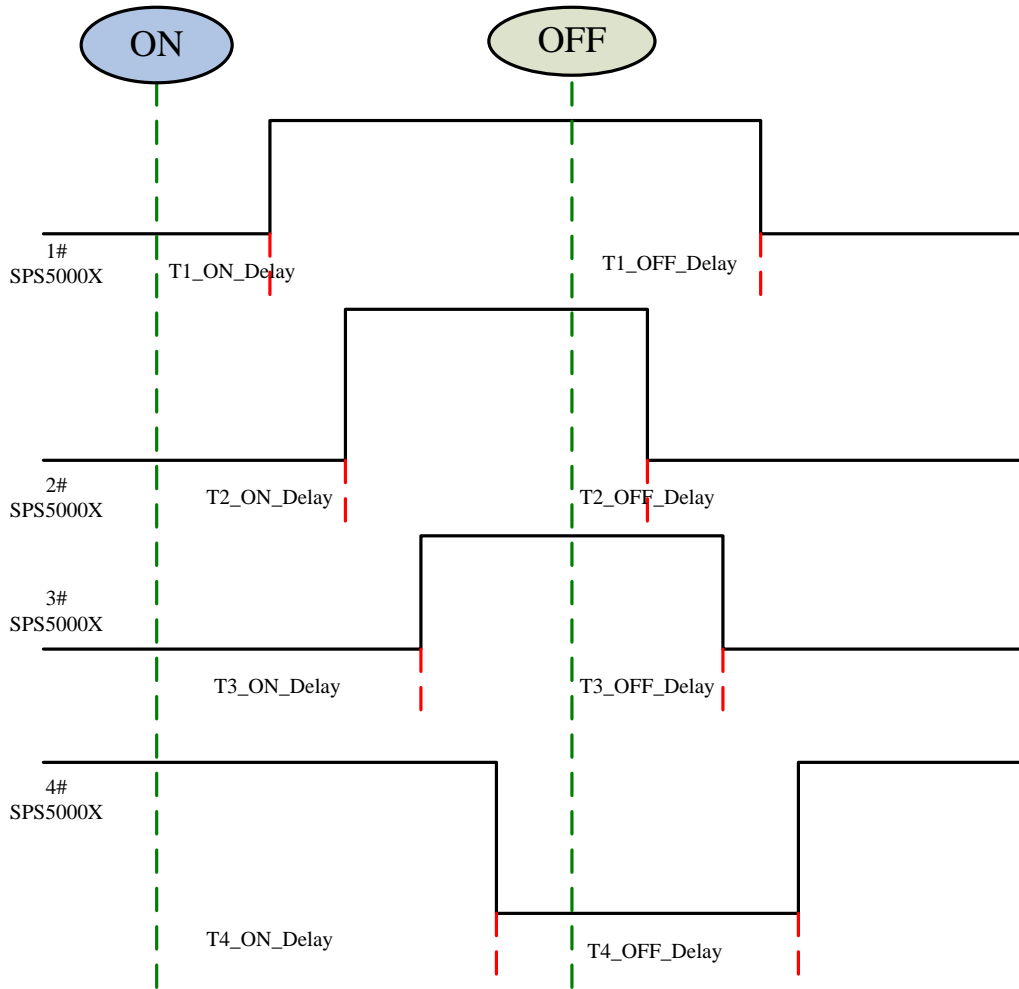 ON
OFF
1#
SPS5000X
T1_ON_Delay
T1_OFF_Delay
2#
SPS5000X
T2_ON_Delay
T2_OFF_Delay
3#
SPS5000X
T3_ON_Delay
T3_OFF_Delay
4#
SPS5000X
T4_ON_Delay
T4_OFF_Delay